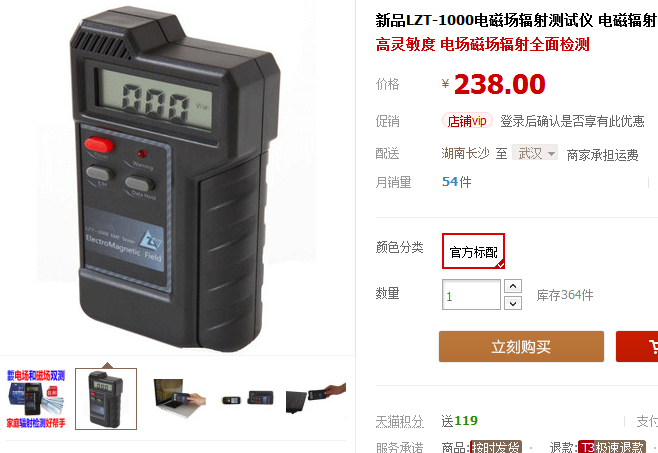 新品LZT-1000电磁场辐射测试仪 电磁辐射
高灵敏度 电场磁场辐射全面检测
价格 ¥ 238.00
促销 店铺vip 登录后确认是否享有此优惠
配送 湖南长沙 至 武汉 商家承担运费
月销量 54件
颜色分类 官方标配
数量 1 库存364件
立刻购买
天猫积分 送119
服务承诺 商品:按时发货 · 退款:T3极速退款
000
Warning
E/H
Data Hold
LZT-1000 EMF Tester
ElectroMagnetic Field
电场和磁场双测
家庭辐射检测好帮手